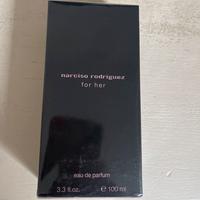 narciso rodriguez
for her
eau de parfum
3.3 fl.oz. ℮ 100 ml